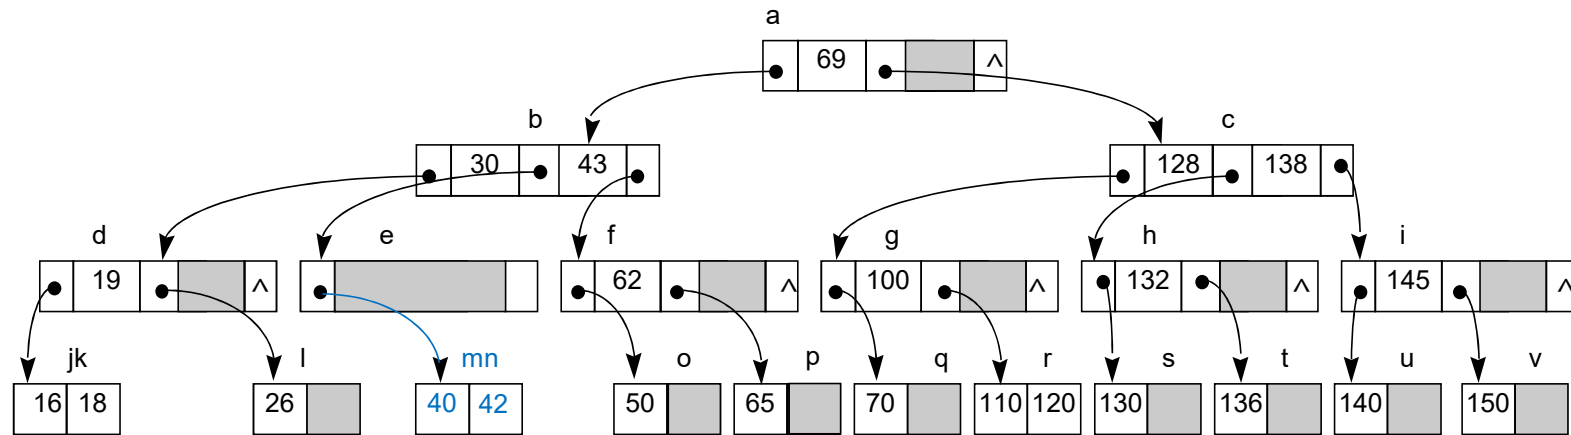 a
69 ^
b c
30 43 128 138
d e f g h i
19 ^ 62 ^ 100 ^ 132 ^ 145 ^
jk l mn o p q r s t u v
16 18 26 40 42 50 65 70 110 120 130 136 140 150